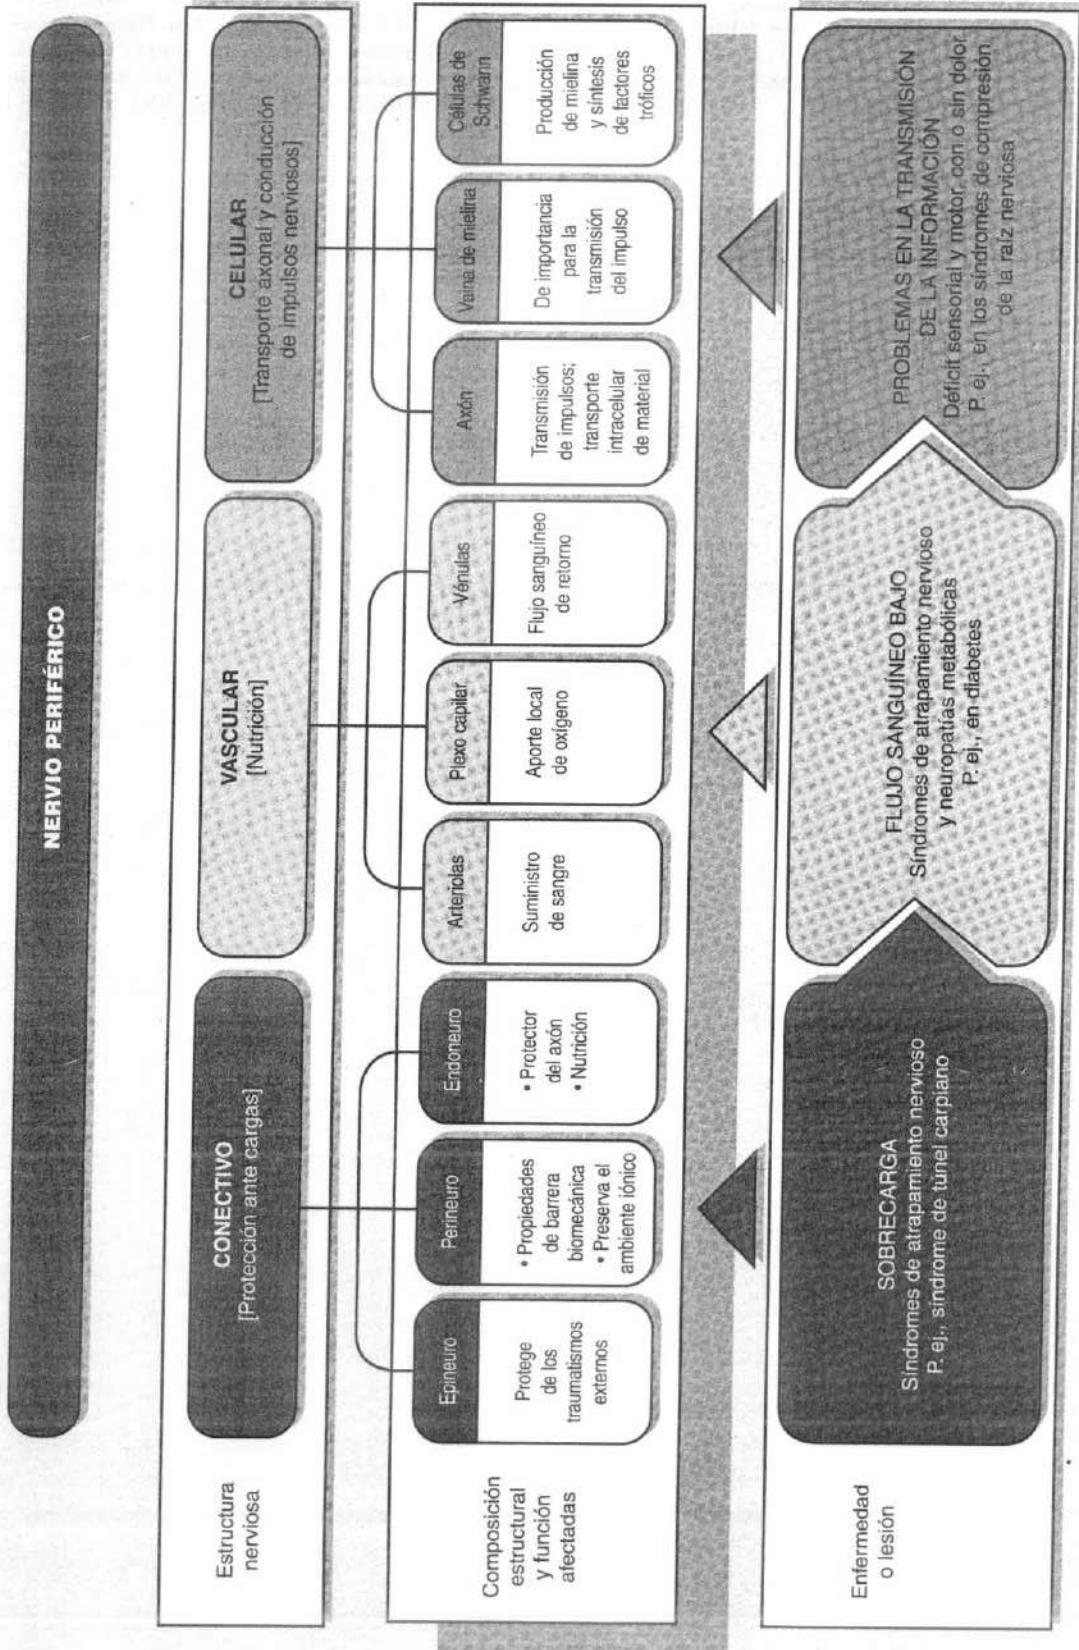 NERVIO PERIFÉRICO
Estructura
nerviosa
CONECTIVO
[Protección ante cargas]
VASCULAR
[Nutrición]
CELULAR
[Transporte axonal y conducción
de impulsos nerviosos]
Composición
estructural
y función
afectadas
Epineuro
Protege
de los
traumatismos
externos
Perineuro
• Propiedades
de barrera
biomecánica
• Preserva el
ambiente iónico
Endoneuro
• Protector
del axón
• Nutrición
Arteriolas
Suministro
de sangre
Plexo capilar
Aporte local
de oxígeno
Vénulas
Flujo sanguíneo
de retorno
Axón
Transmisión
de impulsos;
transporte
intracelular
de material
Vaina de mielina
De importancia
para la
transmisión
del impulso
Células de
Schwann
Producción
de mielina
y síntesis
de factores
tróficos
Enfermedad
o lesión
SOBRECARGA
Síndromes de atrapamiento nervioso
P. ej., síndrome de túnel carpiano
FLUJO SANGUÍNEO BAJO
Síndromes de atrapamiento nervioso
y neuropatías metabólicas
P. ej., en diabetes
PROBLEMAS EN LA TRANSMISIÓN
DE LA INFORMACIÓN
Déficit sensorial y motor, con o sin dolor.
P. ej., en los síndromes de compresión
de la raíz nerviosa